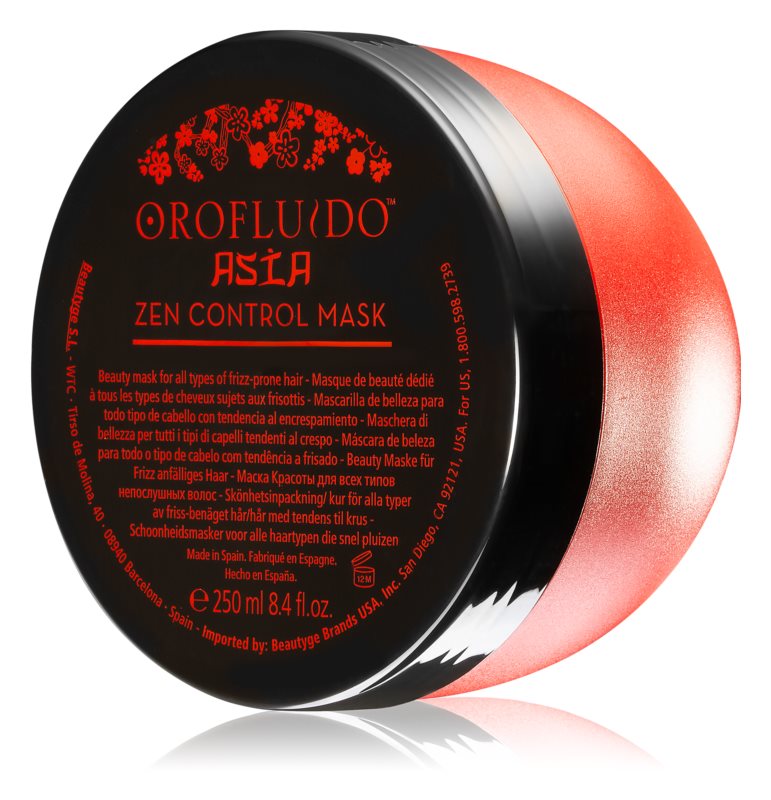 OROFLUIDO™
ASIA
ZEN CONTROL MASK
Beauty mask for all types of frizz-prone hair - Masque de beauté dédié
à tous les types de cheveux sujets aux frisottis - Mascarilla de belleza para
todo tipo de cabello con tendencia al encrespamiento - Maschera di
bellezza per tutti i tipi di capelli tendenti al crespo - Máscara de beleza
para todo o tipo de cabelo com tendência a frisado - Beauty Maske für
Frizz anfälliges Haar - Маска Красоты для всех типов
непослушных волос - Skönhetsinpackning/ kur för alla typer
av friss-benäget hår/hår med tendens til krus -
Schoonheidsmasker voor alle haartypen die snel pluizen
Made in Spain. Fabriqué en Espagne.
Hecho en España.
12M
℮ 250 ml 8.4 fl.oz.
Beautyge S.L. - WTC - Tirso de Molina, 40 - 08940 Barcelona - Spain - Imported by: Beautyge Brands USA, Inc. San Diego, CA 92121, USA. For US, 1.800.598.2739